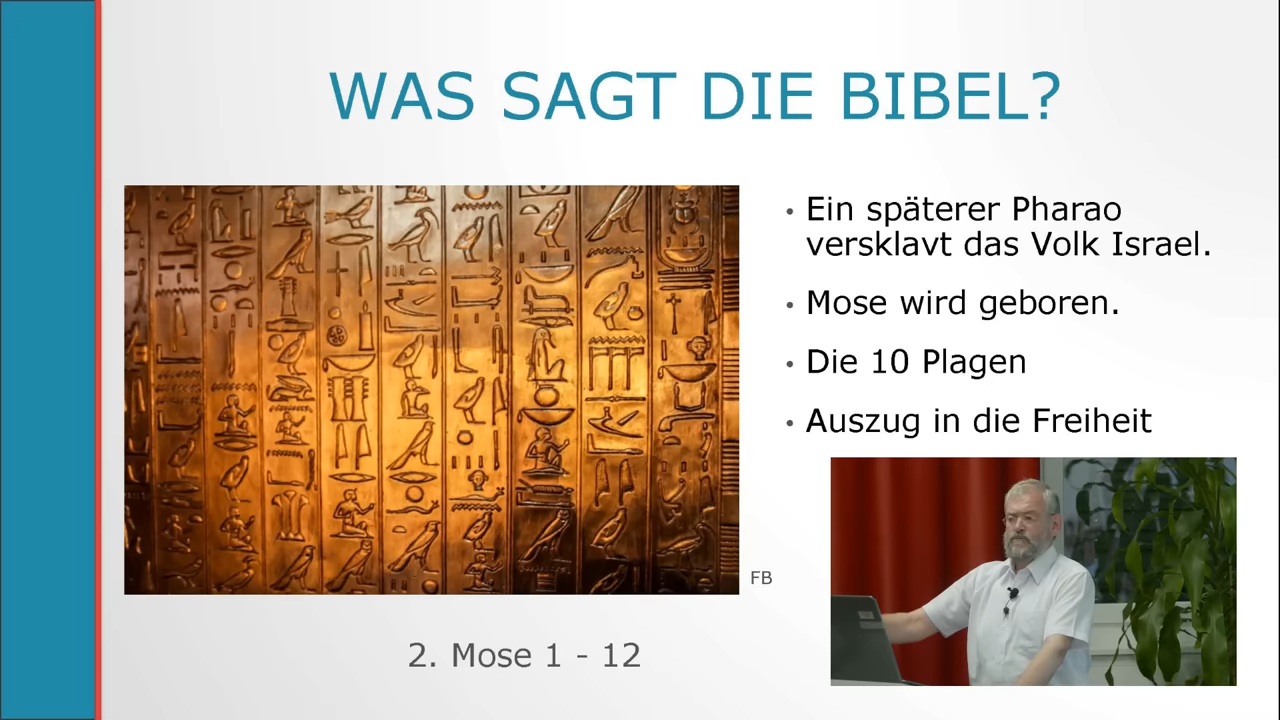 WAS SAGT DIE BIBEL?
• Ein späterer Pharao
versklavt das Volk Israel.
• Mose wird geboren.
• Die 10 Plagen
• Auszug in die Freiheit
FB
2. Mose 1 - 12